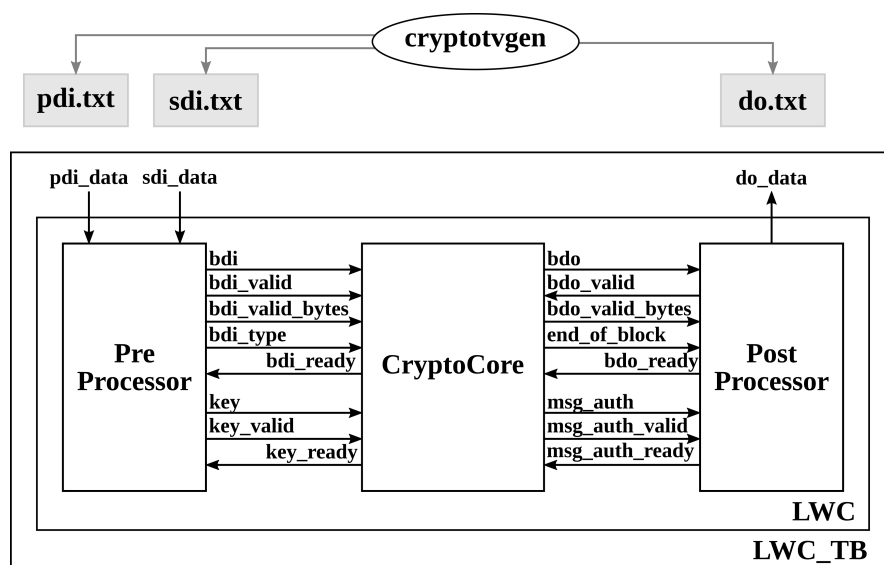 cryptotvgen
pdi.txt
sdi.txt
do.txt
pdi_data
sdi_data
do_data
bdi
bdi_valid
bdi_valid_bytes
bdi_type
bdi_ready
key
key_valid
key_ready
Pre
Processor
CryptoCore
bdo
bdo_valid
bdo_valid_bytes
end_of_block
bdo_ready
msg_auth
msg_auth_valid
msg_auth_ready
Post
Processor
LWC
LWC_TB